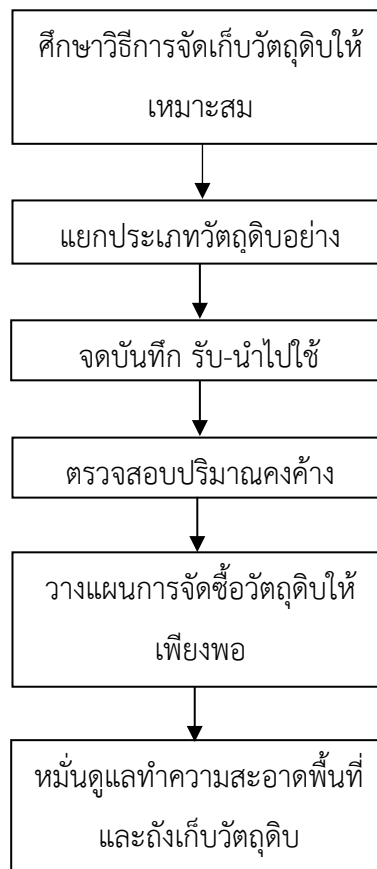 ศึกษาวิธีการจัดเก็บวัตถุดิบให้
เหมาะสม
แยกประเภทวัตถุดิบอย่าง
จดบันทึก รับ-นำไปใช้
ตรวจสอบปริมาณคงค้าง
วางแผนการจัดซื้อวัตถุดิบให้
เพียงพอ
หมั่นดูแลทำความสะอาดพื้นที่
และถังเก็บวัตถุดิบ